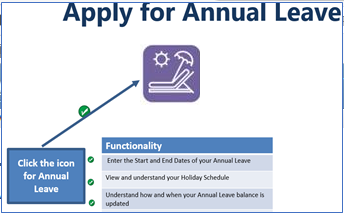 Apply for Annual Leave
Click the icon
for Annual
Leave
Functionality
Enter the Start and End Dates of your Annual Leave
View and understand your Holiday Schedule
Understand how and when your Annual Leave balance is
updated